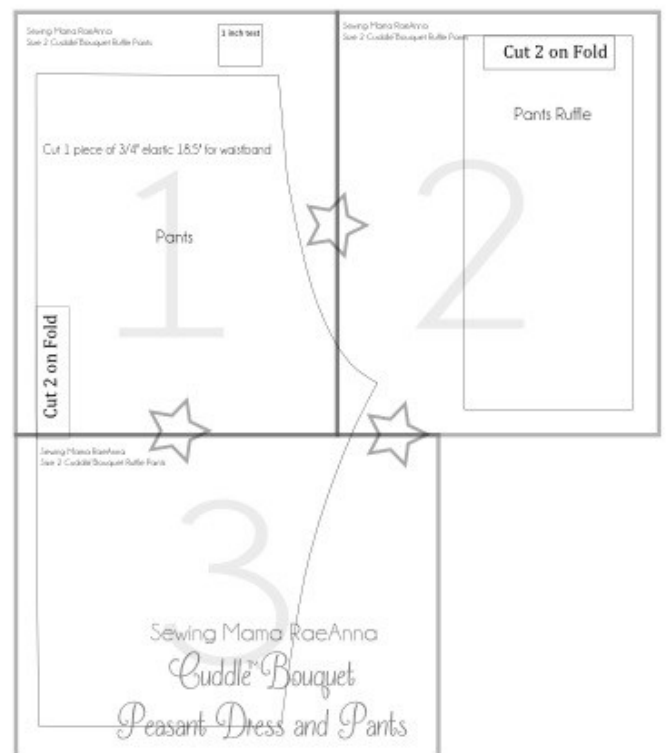 Sewing Mama RaeAnna
Size 2 Cuddle Bouquet Ruffle Pants
1 inch test
Cut 1 piece of 3/4" elastic 18.5" for waistband
1
Pants
Cut 2 on Fold
Sewing Mama RaeAnna
Size 2 Cuddle Bouquet Ruffle Pants
Cut 2 on Fold
Pants Ruffle
2
Sewing Mama RaeAnna
Size 2 Cuddle Bouquet Ruffle Pants
3
Sewing Mama RaeAnna
Cuddle™ Bouquet
Peasant Dress and Pants